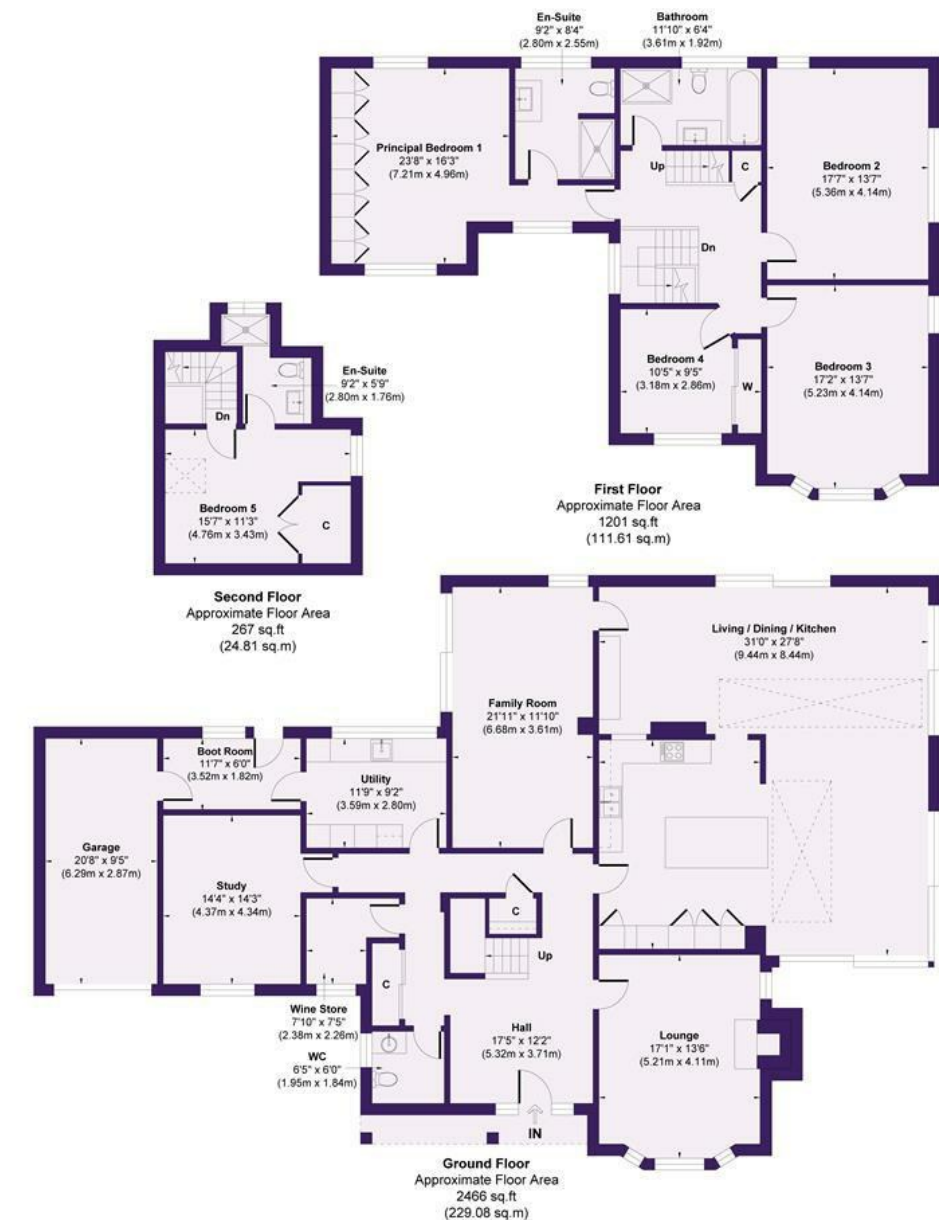 En-Suite
9'2" x 8'4"
(2.80m x 2.55m)
Bathroom
11'10" x 6'4"
(3.61m x 1.92m)
Principal Bedroom 1
23'8" x 16'3"
(7.21m x 4.96m)
Up
C
Bedroom 2
17'7" x 13'7"
(5.36m x 4.14m)
Dn
Bedroom 4
10'5" x 9'5"
(3.18m x 2.86m)
W
Bedroom 3
17'2" x 13'7"
(5.23m x 4.14m)
First Floor
Approximate Floor Area
1201 sq.ft
(111.61 sq.m)
En-Suite
9'2" x 5'9"
(2.80m x 1.76m)
Dn
Bedroom 5
15'7" x 11'3"
(4.76m x 3.43m)
C
Second Floor
Approximate Floor Area
267 sq.ft
(24.81 sq.m)
Living / Dining / Kitchen
31'0" x 27'8"
(9.44m x 8.44m)
Family Room
21'11" x 11'10"
(6.68m x 3.61m)
Boot Room
11'7" x 6'0"
(3.52m x 1.82m)
Utility
11'9" x 9'2"
(3.59m x 2.80m)
Garage
20'8" x 9'5"
(6.29m x 2.87m)
Study
14'4" x 14'3"
(4.37m x 4.34m)
C
Up
C
Wine Store
7'10" x 7'5"
(2.38m x 2.26m)
WC
6'5" x 6'0"
(1.95m x 1.84m)
Hall
17'5" x 12'2"
(5.32m x 3.71m)
Lounge
17'1" x 13'6"
(5.21m x 4.11m)
IN
Ground Floor
Approximate Floor Area
2466 sq.ft
(229.08 sq.m)